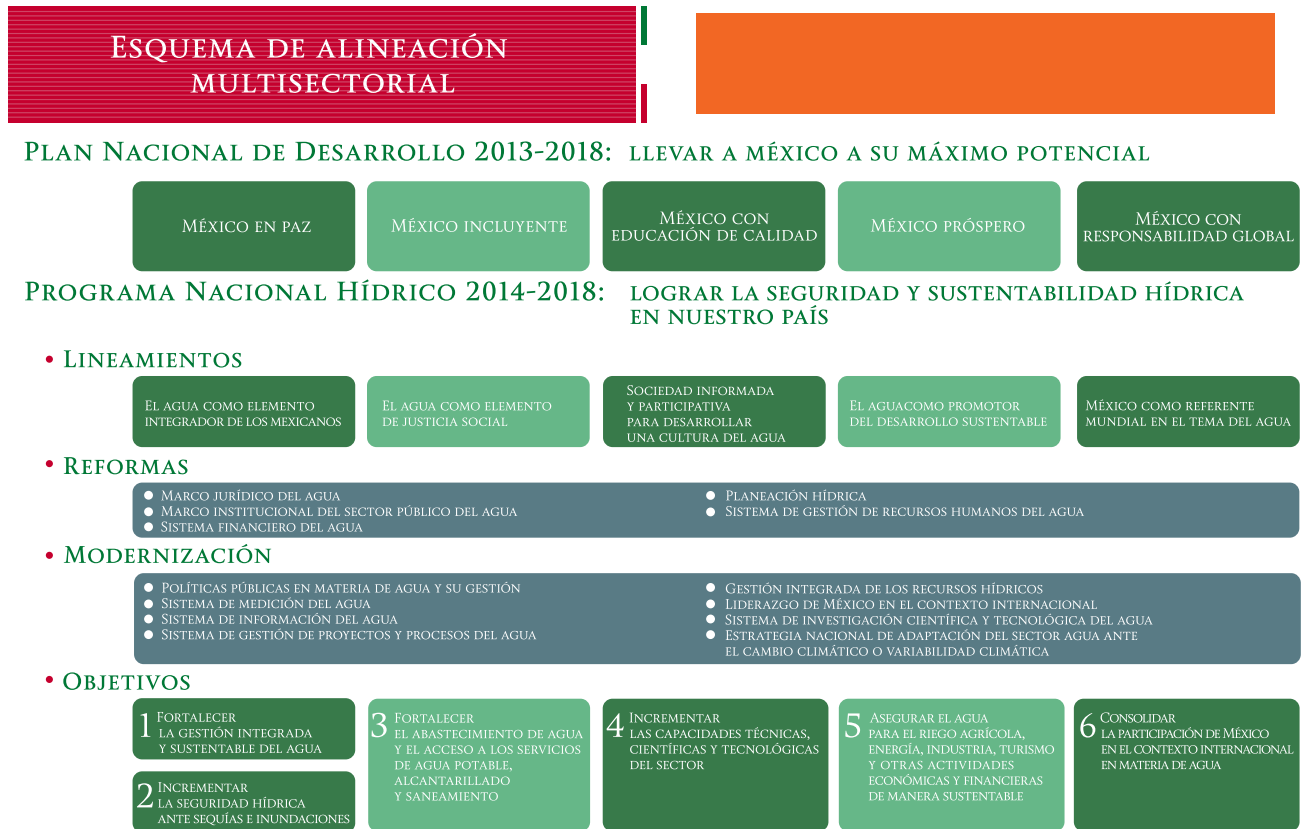 Esquema de alineación
multisectorial
Plan Nacional de Desarrollo 2013-2018: llevar a méxico a su máximo potencial
México en paz
México incluyente
México con
educación de calidad
México próspero
México con
responsabilidad global
Programa Nacional Hídrico 2014-2018: lograr la seguridad y sustentabilidad hídrica
en nuestro país
• Lineamientos
El agua como elemento
integrador de los mexicanos
El agua como elemento
de justicia social
Sociedad informada
y participativa
para desarrollar
una cultura del agua
El aguacomo promotor
del desarrollo sustentable
México como referente
mundial en el tema del agua
• Reformas
● Marco jurídico del agua
● Marco institucional del sector público del agua
● Sistema financiero del agua
● Planeación hídrica
● Sistema de gestión de recursos humanos del agua
• Modernización
● Políticas públicas en materia de agua y su gestión
● Sistema de medición del agua
● Sistema de información del agua
● Sistema de gestión de proyectos y procesos del agua
● Gestión integrada de los recursos hídricos
● Liderazgo de México en el contexto internacional
● Sistema de investigación científica y tecnológica del agua
● Estrategia nacional de adaptación del sector agua ante
el cambio climático o variabilidad climática
• Objetivos
1 Fortalecer
la gestión integrada
y sustentable del agua
2 Incrementar
la seguridad hídrica
ante sequías e inundaciones
3 Fortalecer
el abastecimiento de agua
y el acceso a los servicios
de agua potable,
alcantarillado
y saneamiento
4 Incrementar
las capacidades técnicas,
científicas y tecnológicas
del sector
5 Asegurar el agua
para el riego agrícola,
energía, industria, turismo
y otras actividades
económicas y financieras
de manera sustentable
6 Consolidar
la participación de México
en el contexto internacional
en materia de agua